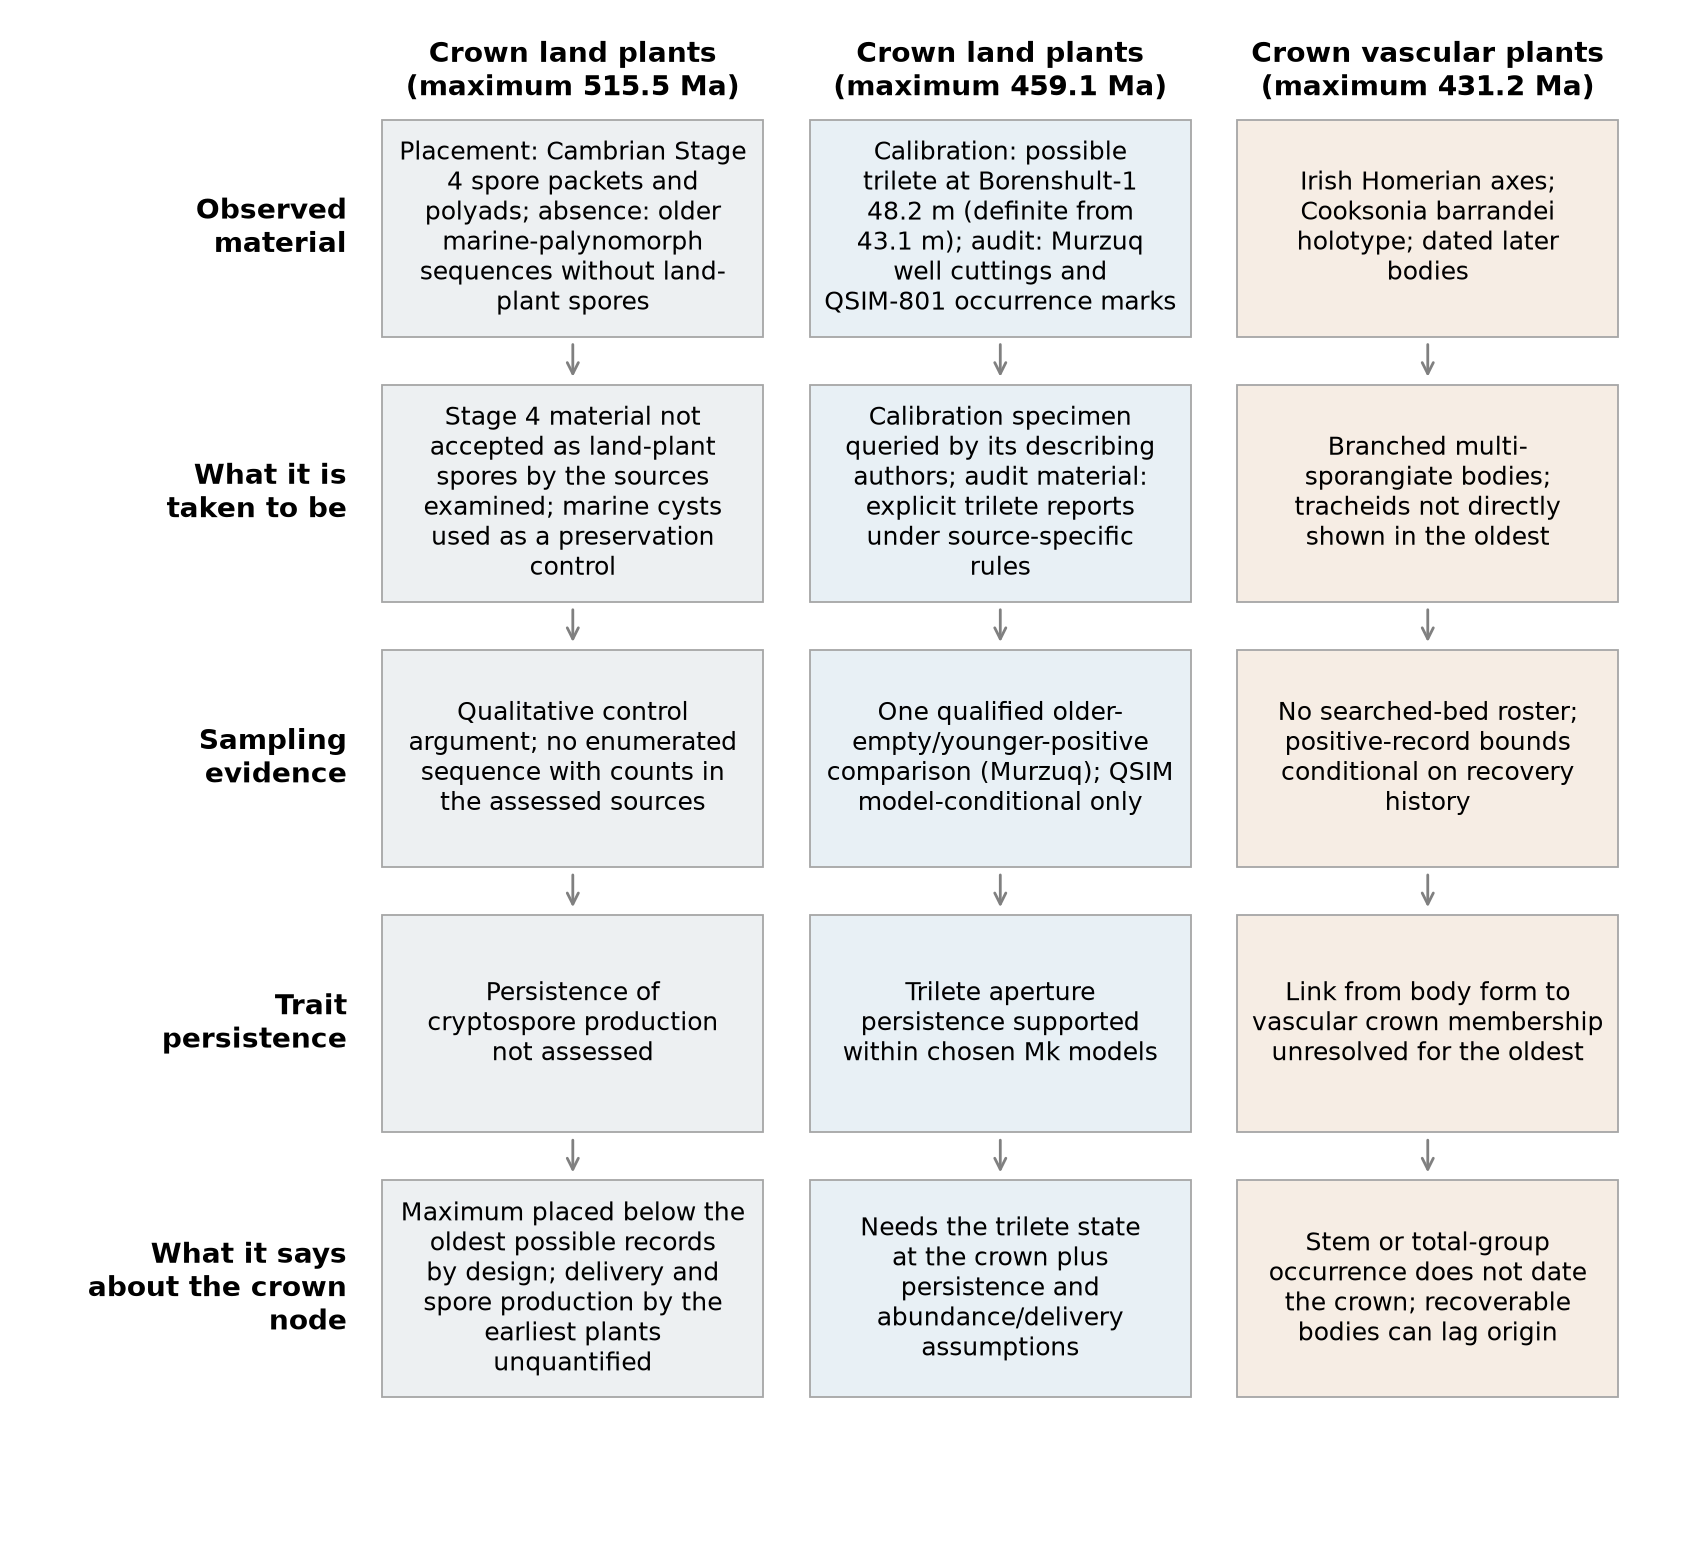 Crown land plants
(maximum 515.5 Ma)
Crown land plants
(maximum 459.1 Ma)
Crown vascular plants
(maximum 431.2 Ma)
Observed
material
Placement: Cambrian Stage
4 spore packets and
polyads; absence: older
marine-palynomorph
sequences without land-
plant spores
Calibration: possible
trilete at Borenshult-1
48.2 m (definite from
43.1 m); audit: Murzuq
well cuttings and
QSIM-801 occurrence marks
Irish Homerian axes;
Cooksonia barrandei
holotype; dated later
bodies
What it is
taken to be
Stage 4 material not
accepted as land-plant
spores by the sources
examined; marine cysts
used as a preservation
control
Calibration specimen
queried by its describing
authors; audit material:
explicit trilete reports
under source-specific
rules
Branched multi-
sporangiate bodies;
tracheids not directly
shown in the oldest
Sampling
evidence
Qualitative control
argument; no enumerated
sequence with counts in
the assessed sources
One qualified older-
empty/younger-positive
comparison (Murzuq); QSIM
model-conditional only
No searched-bed roster;
positive-record bounds
conditional on recovery
history
Trait
persistence
Persistence of
cryptospore production
not assessed
Trilete aperture
persistence supported
within chosen Mk models
Link from body form to
vascular crown membership
unresolved for the oldest
What it says
about the crown
node
Maximum placed below the
oldest possible records
by design; delivery and
spore production by the
earliest plants
unquantified
Needs the trilete state
at the crown plus
persistence and
abundance/delivery
assumptions
Stem or total-group
occurrence does not date
the crown; recoverable
bodies can lag origin